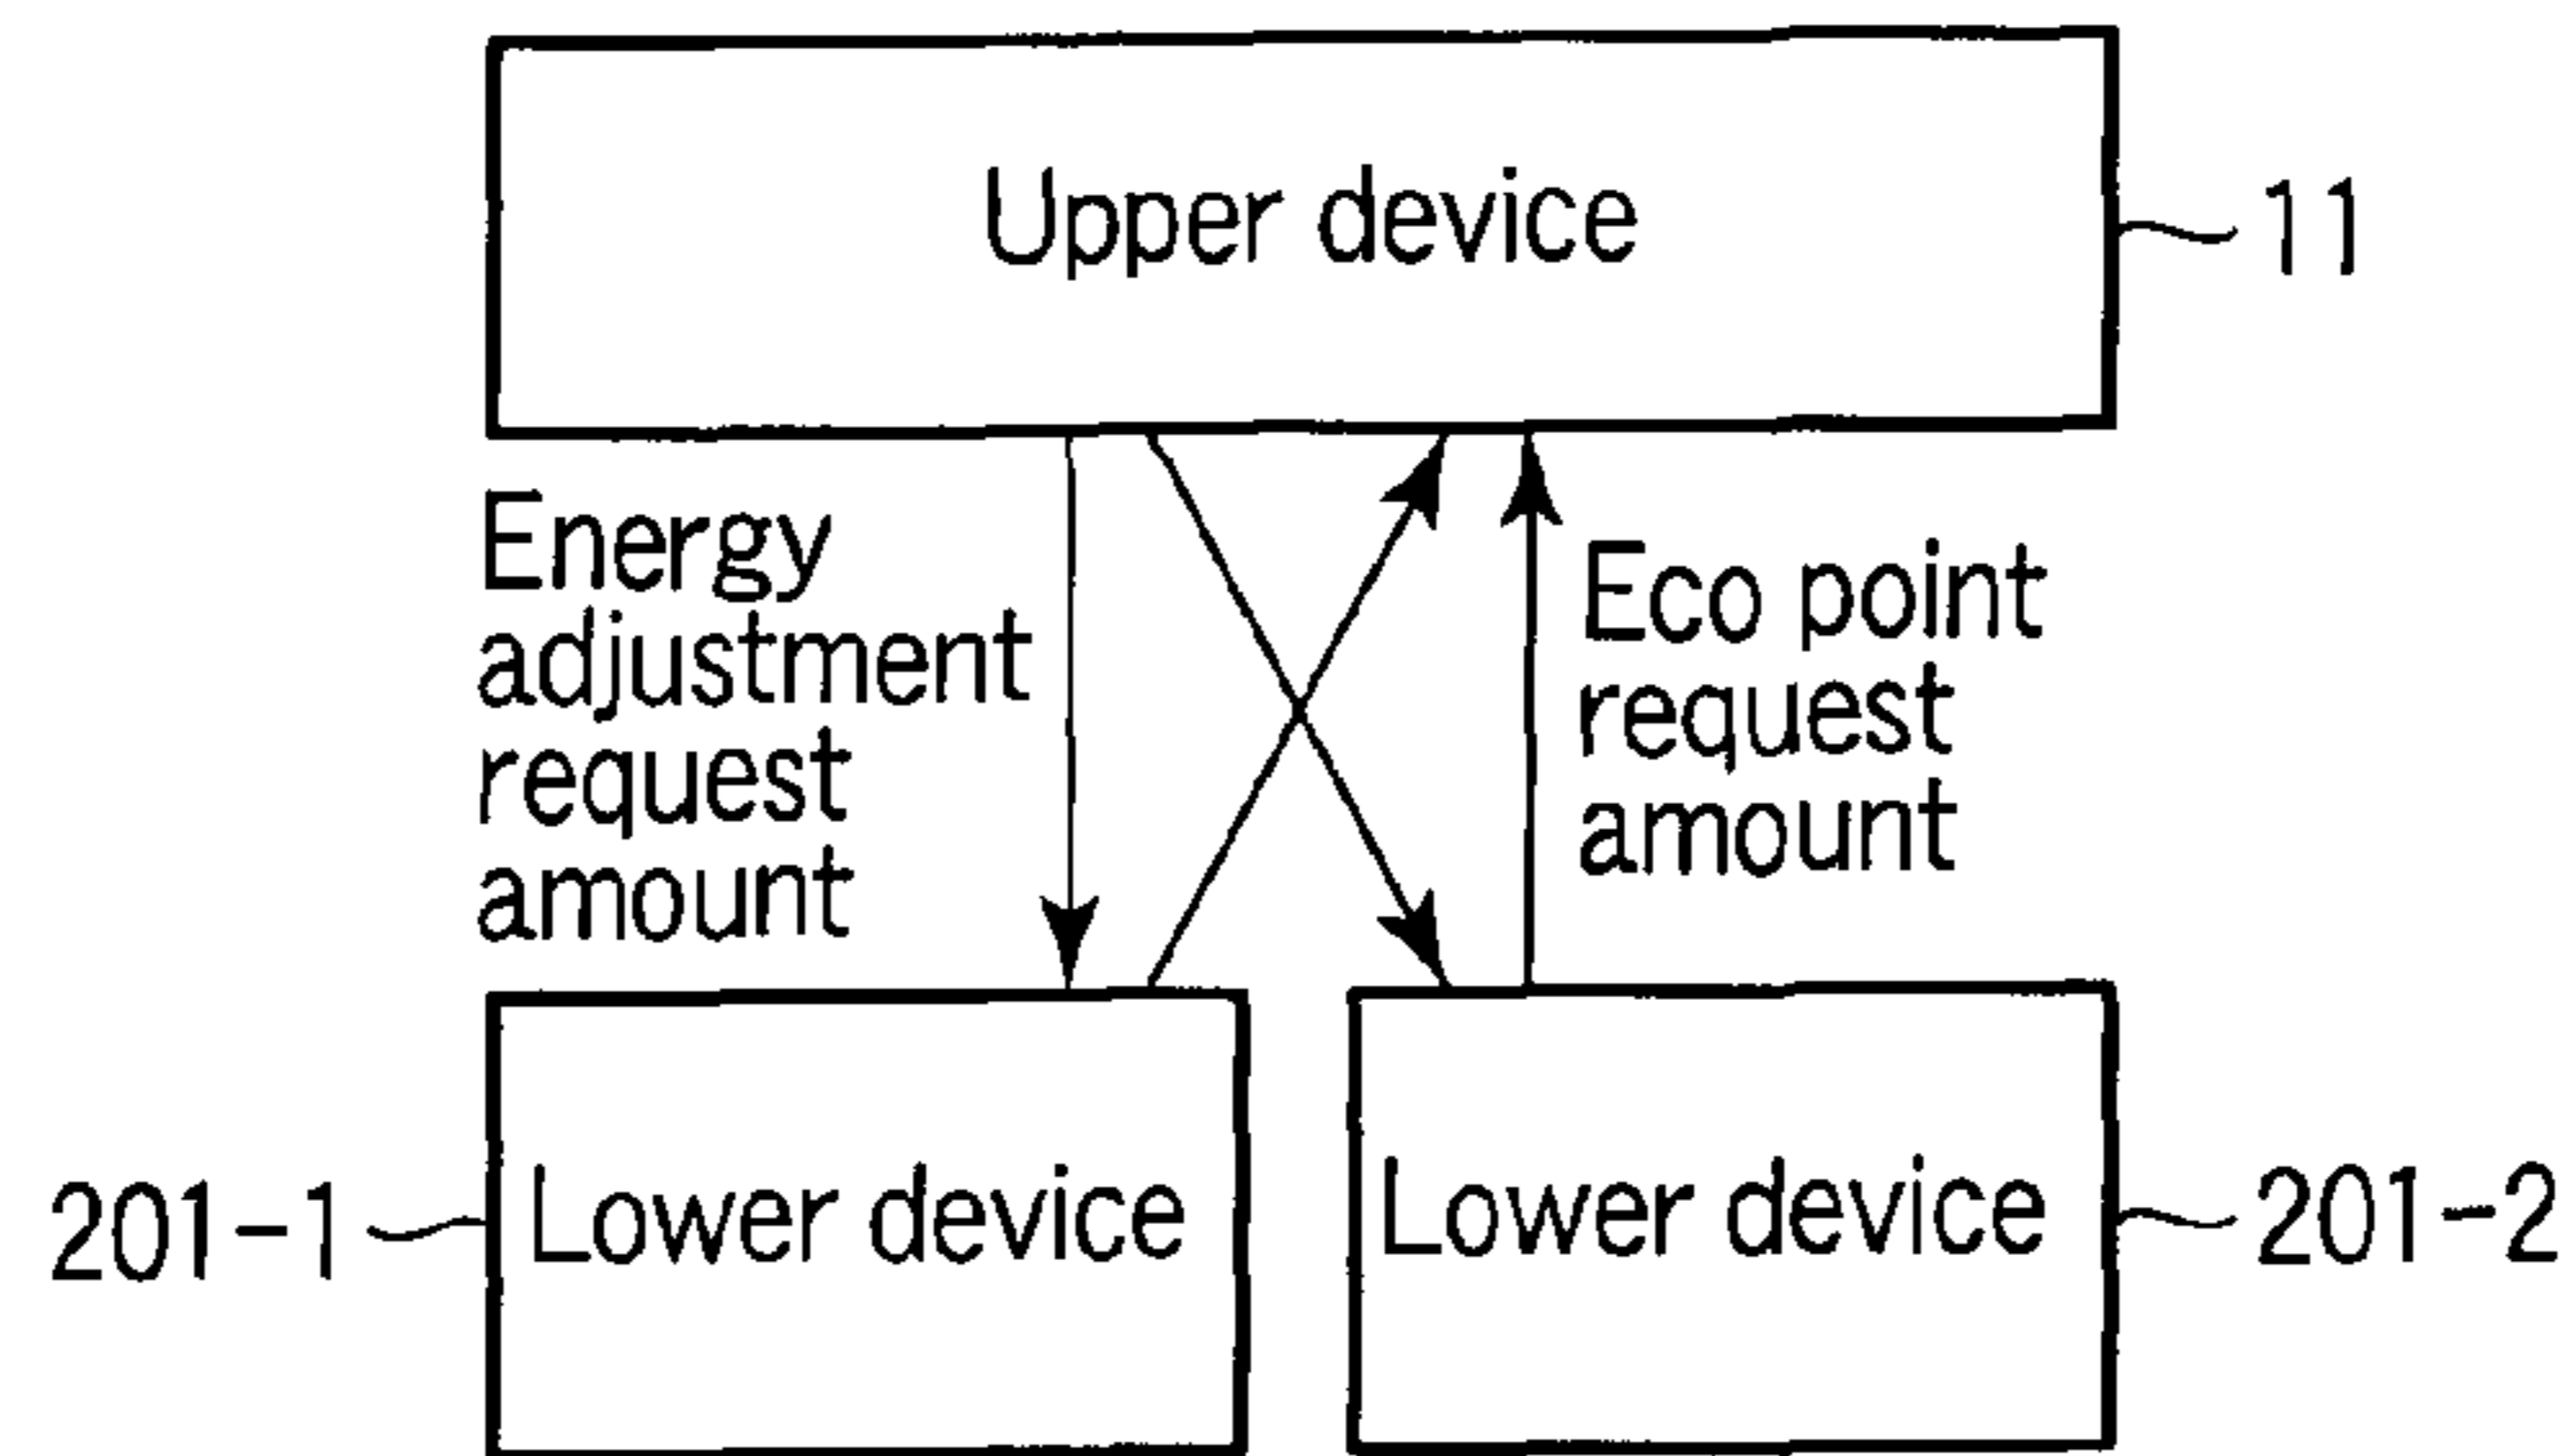 Upper device
11
Energy
adjustment
request
amount
Eco point
request
amount
201-1
Lower device
Lower device
201-2